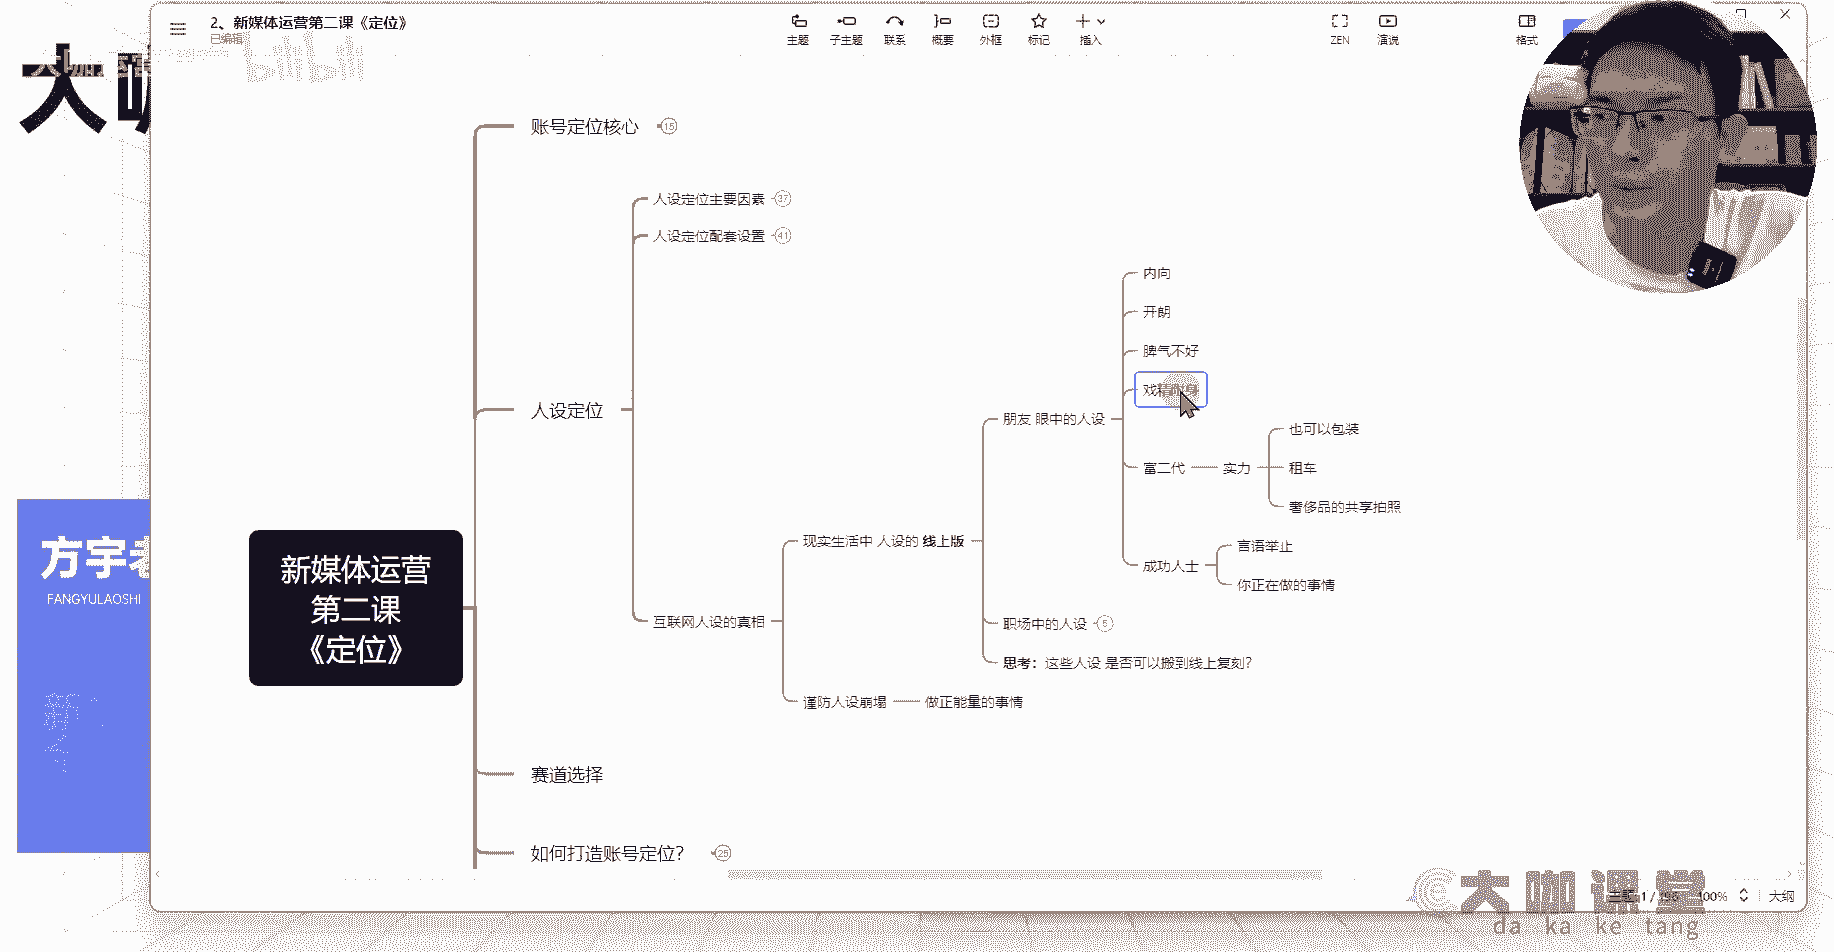 2、新媒体运营第二课《定位》
已编辑
主题
子主题
联系
概要
外框
标记
插入
ZEN
演说
格式
bilibili
账号定位核心
15
人设定位主要因素
37
人设定位配套设置
41
内向
开朗
脾气不好
人设定位
朋友 眼中的人设
也可以包装
富二代
实力
租车
奢侈品的共享拍照
现实生活中 人设的 线上版
言语举止
成功人士
你正在做的事情
互联网人设的真相
职场中的人设
5
思考：这些人设 是否可以搬到线上复刻？
谨防人设崩塌
做正能量的事情
新媒体运营
第二课
《定位》
赛道选择
如何打造账号定位？
25
方宇
FANGYULAOSHI
100%
大纲
大咖课堂
da ka ke tang